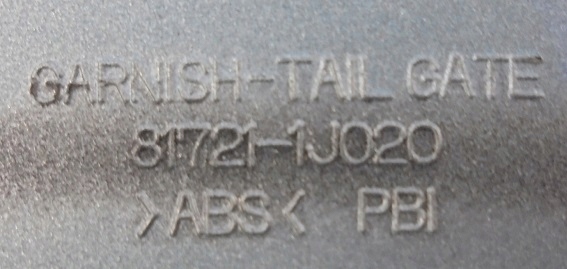 GARNISH-TAIL GATE
81721-1J020
>ABS< PBI